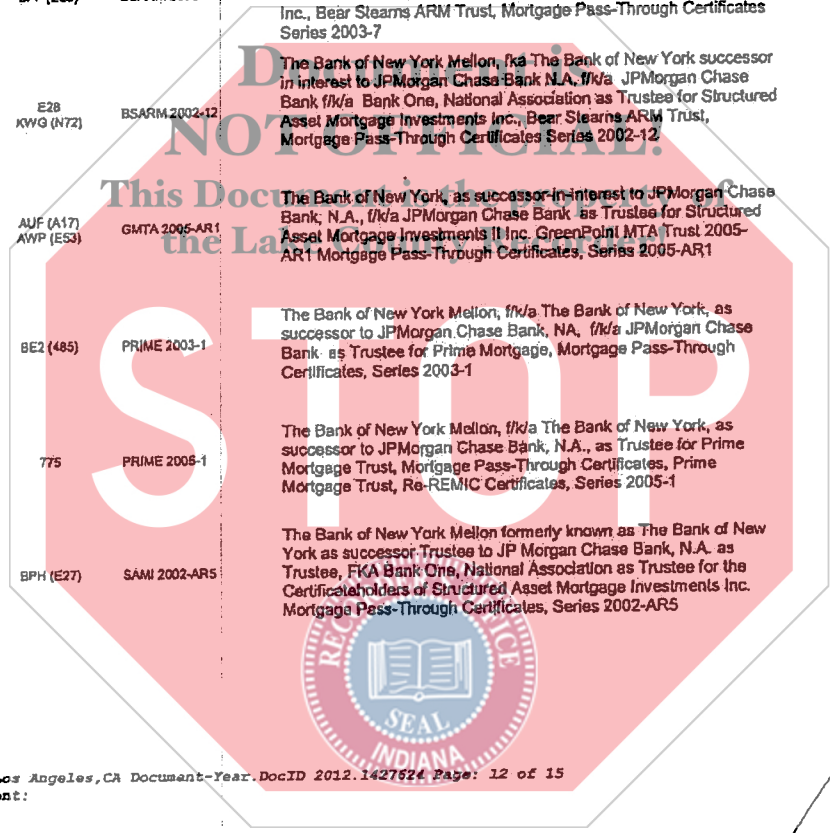 Inc., Bear Stearns ARM Trust, Mortgage Pass-Through Certificates
Series 2003-7
Document is
NOT OFFICIAL!
This Document is the property of
the Lake County Recorder!
STOP
E2B
KWG (N72)
BSARM 2002-12
The Bank of New York Mellon, fka The Bank of New York successor
in interest to JPMorgan Chase Bank N.A. f/k/a JPMorgan Chase
Bank f/k/a Bank One, National Association as Trustee for Structured
Asset Mortgage Investments Inc., Bear Stearns ARM Trust,
Mortgage Pass-Through Certificates Series 2002-12
AUF (A17)
AWP (E53)
GMTA 2005-AR1
The Bank of New York, as successor-in-interest to JPMorgan Chase
Bank, N.A., f/k/a JPMorgan Chase Bank as Trustee for Structured
Asset Mortgage Investments II Inc. GreenPoint MTA Trust 2005-
AR1 Mortgage Pass-Through Certificates, Series 2005-AR1
BE2 (485)
PRIME 2003-1
The Bank of New York Mellon, f/k/a The Bank of New York, as
successor to JPMorgan Chase Bank, NA, f/k/a JPMorgan Chase
Bank as Trustee for Prime Mortgage, Mortgage Pass-Through
Certificates, Series 2003-1
775
PRIME 2005-1
The Bank of New York Mellon, f/k/a The Bank of New York, as
successor to JPMorgan Chase Bank, N.A., as Trustee for Prime
Mortgage Trust, Mortgage Pass-Through Certificates, Prime
Mortgage Trust, Re-REMIC Certificates, Series 2005-1
BPH (E27)
SAMI 2002-AR5
The Bank of New York Mellon formerly known as The Bank of New
York as successor Trustee to JP Morgan Chase Bank, N.A. as
Trustee, FKA Bank One, National Association as Trustee for the
Certificateholders of Structured Asset Mortgage Investments Inc.
Mortgage Pass-Through Certificates, Series 2002-AR5
RECORDER'S OFFICE
SEAL
INDIANA
os Angeles,CA Document-Year.DocID 2012.1427624 Page: 12 of 15
nt: